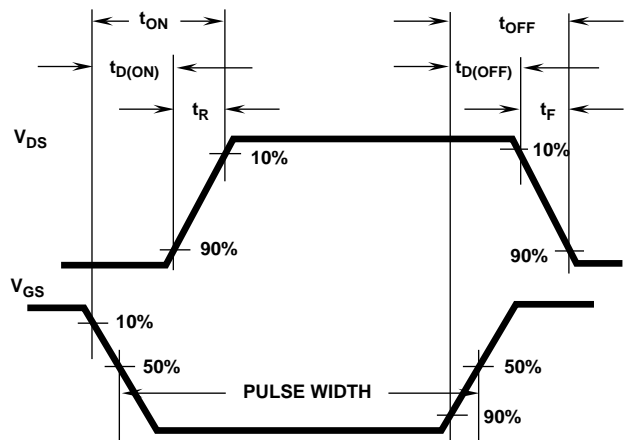 tON tOFF
tD(ON) tD(OFF)
tR tF
VDS
10% 10%
90% 90%
VGS
10%
50% PULSE WIDTH 50%
90%